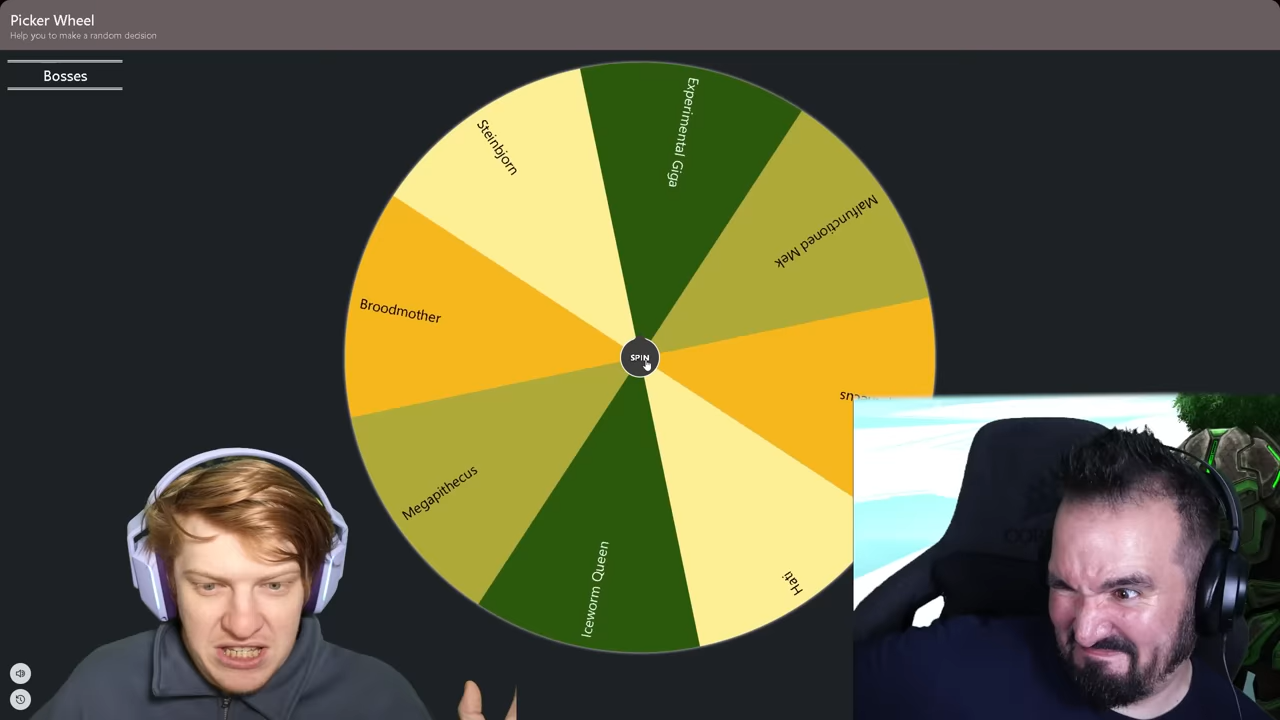 Picker Wheel
Help you to make a random decision
Bosses
Experimental Giga
Malfunctioned Mek
Hati
Iceworm Queen
Megapithecus
Broodmother
Steinbjorn
SPIN